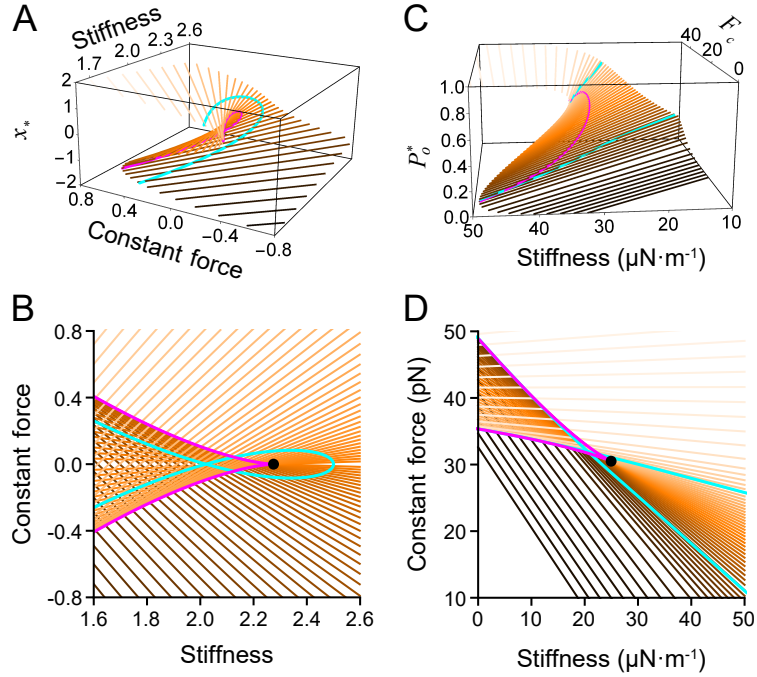 A
Stiffness
1.7 2.0 2.3 2.6
2
1
0
−1
−2
x*
0.8 0.4 0.0 −0.4 −0.8
Constant force
C
F_c
40 20 0
1.0
0.8
0.6
0.4
0.2
0.0
P_o^*
50 40 30 20 10
Stiffness (µN·m⁻¹)
B
0.8
0.4
0.0
-0.4
-0.8
Constant force
1.6 1.8 2.0 2.2 2.4 2.6
Stiffness
D
50
40
30
20
10
Constant force (pN)
0 10 20 30 40 50
Stiffness (µN·m⁻¹)